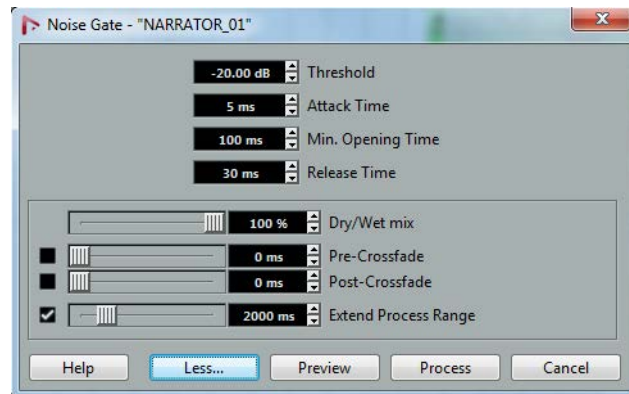 Noise Gate - "NARRATOR_01"
-20.00 dB Threshold
5 ms Attack Time
100 ms Min. Opening Time
30 ms Release Time
100 % Dry/Wet mix
0 ms Pre-Crossfade
0 ms Post-Crossfade
2000 ms Extend Process Range
Help Less... Preview Process Cancel